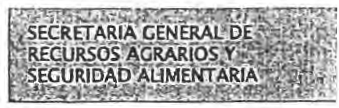 SECRETARIA GENERAL DE
RECURSOS AGRARIOS Y
SEGURIDAD ALIMENTARIA